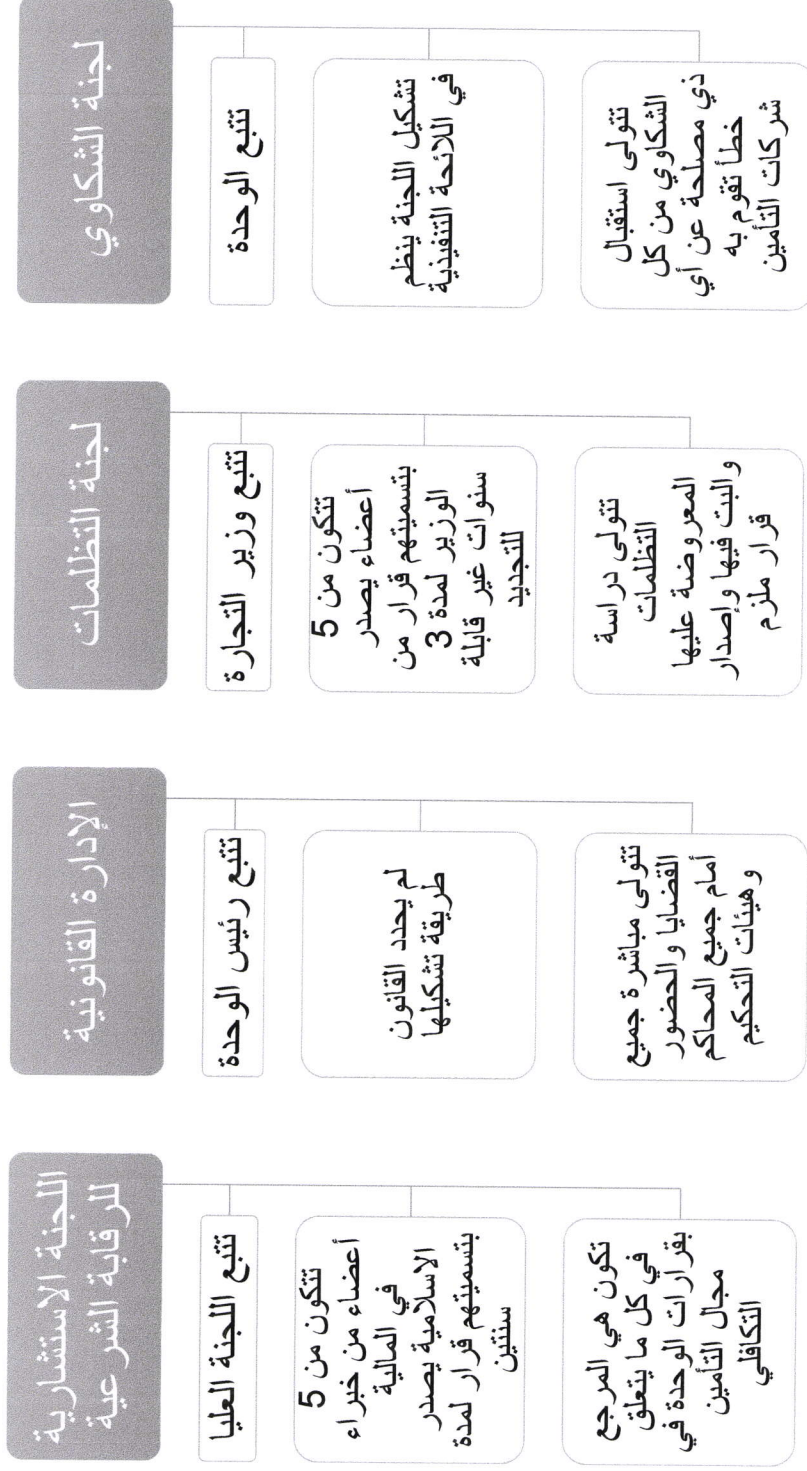 لجنة الشكاوي
تتبع الوحدة
تشكيل اللجنة ينظم
في اللائحة التنفيذية
تتولى استقبال
الشكاوي من كل
ذي مصلحة عن أي
خطأ تقوم به
شركات التأمين
لجنة التظلمات
تتبع وزير التجارة
تتكون من 5
أعضاء يصدر
بتسميتهم قرار من
الوزير لمدة 3
سنوات غير قابلة
للتجديد
تتولى دراسة
التظلمات
المعروضة عليها
والبت فيها وإصدار
قرار ملزم
الإدارة القانونية
تتبع رئيس الوحدة
لم يحدد القانون
طريقة تشكيلها
تتولى مباشرة جميع
القضايا والحضور
أمام جميع المحاكم
وهيئات التحكيم
اللجنة الاستشارية
للرقابة الشرعية
تتبع اللجنة العليا
تتكون من 5
أعضاء من خبراء
في المالية
الاسلامية يصدر
بتسميتهم قرار لمدة
سنتين
تكون هي المرجع
في كل ما يتعلق
بقرارات الوحدة في
مجال التأمين
التكافلي